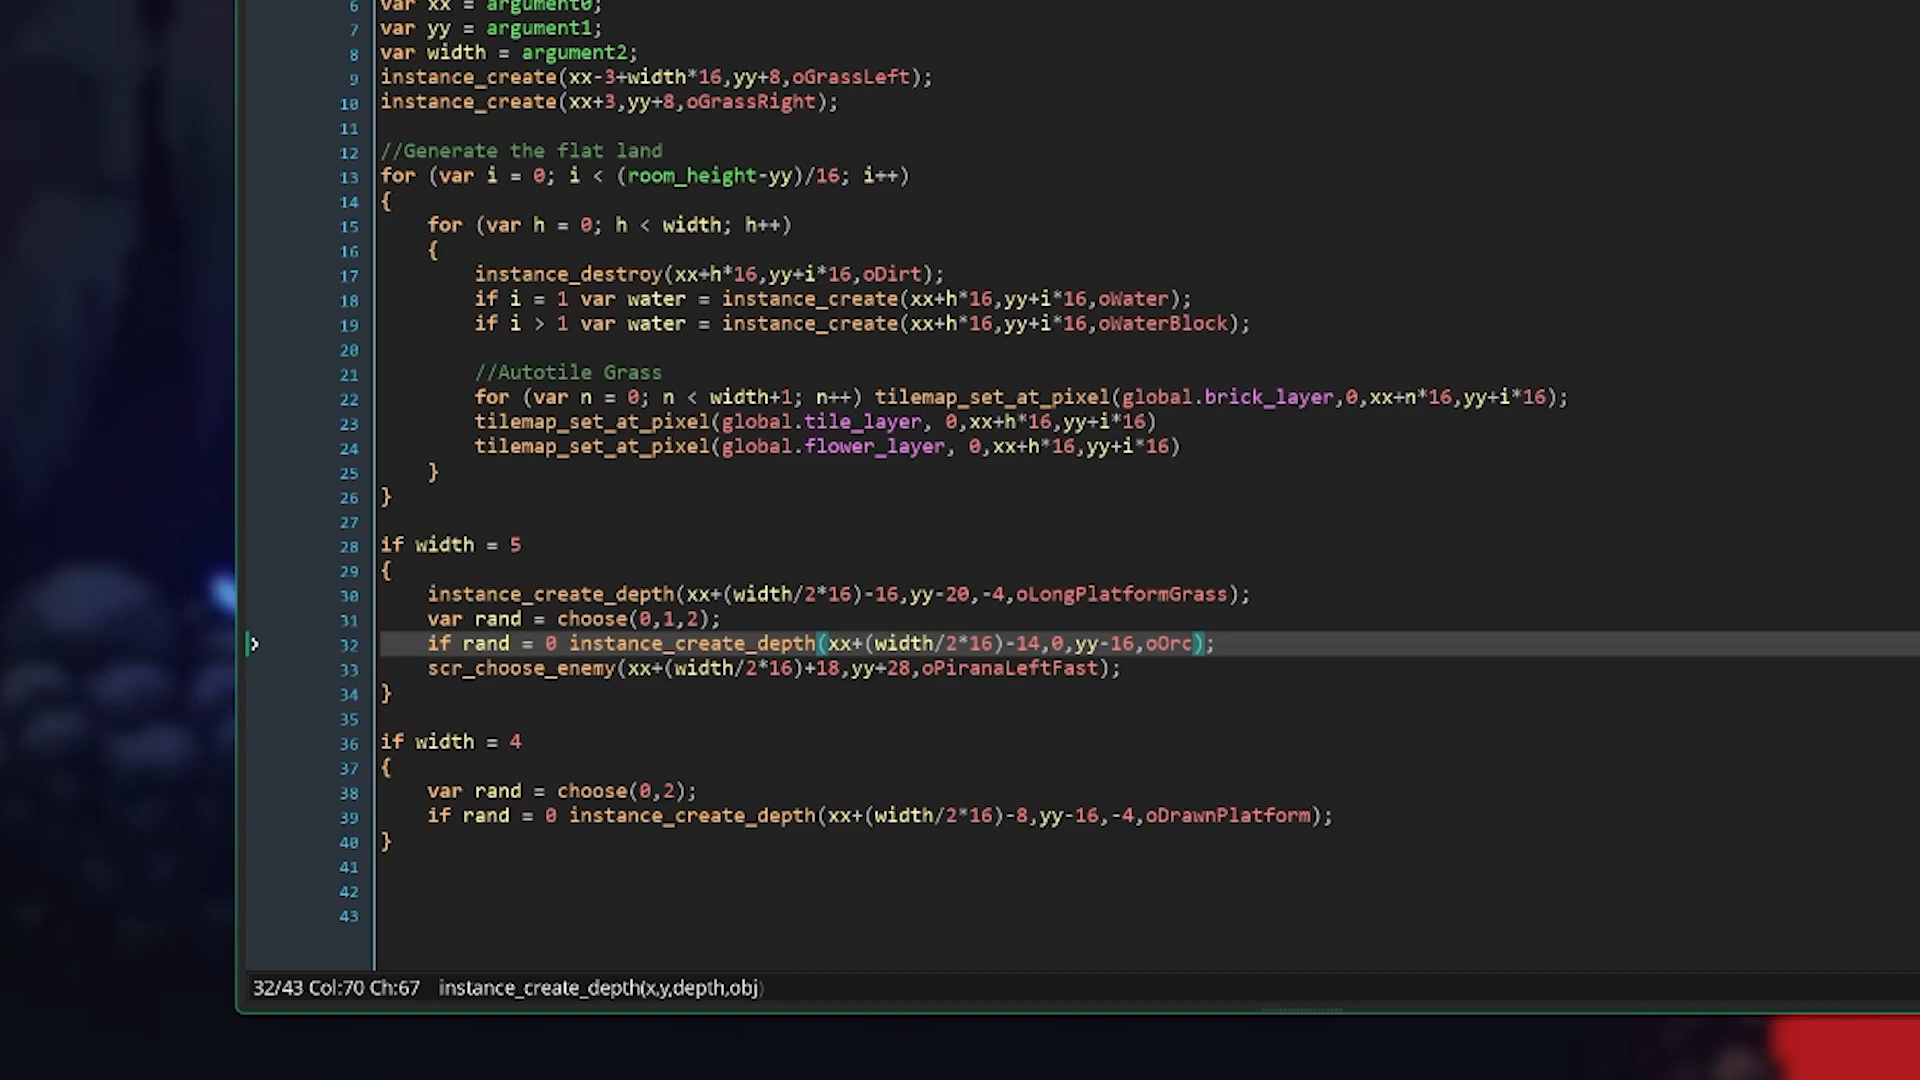 6 var xx = argument0;
7 var yy = argument1;
8 var width = argument2;
9 instance_create(xx-3+width*16,yy+8,oGrassLeft);
10 instance_create(xx+3,yy+8,oGrassRight);
11
12 //Generate the flat land
13 for (var i = 0; i < (room_height-yy)/16; i++)
14 {
15 for (var h = 0; h < width; h++)
16 {
17 instance_destroy(xx+h*16,yy+i*16,oDirt);
18 if i = 1 var water = instance_create(xx+h*16,yy+i*16,oWater);
19 if i > 1 var water = instance_create(xx+h*16,yy+i*16,oWaterBlock);
20
21 //Autotile Grass
22 for (var n = 0; n < width+1; n++) tilemap_set_at_pixel(global.brick_layer,0,xx+n*16,yy+i*16);
23 tilemap_set_at_pixel(global.tile_layer, 0,xx+h*16,yy+i*16)
24 tilemap_set_at_pixel(global.flower_layer, 0,xx+h*16,yy+i*16)
25 }
26 }
27
28 if width = 5
29 {
30 instance_create_depth(xx+(width/2*16)-16,yy-20,-4,oLongPlatformGrass);
31 var rand = choose(0,1,2);
32 if rand = 0 instance_create_depth(xx+(width/2*16)-14,0,yy-16,oOrc);
33 scr_choose_enemy(xx+(width/2*16)+18,yy+28,oPiranaLeftFast);
34 }
35
36 if width = 4
37 {
38 var rand = choose(0,2);
39 if rand = 0 instance_create_depth(xx+(width/2*16)-8,yy-16,-4,oDrawnPlatform);
40 }
41
42
43
32/43 Col:70 Ch:67 instance_create_depth(x,y,depth,obj)